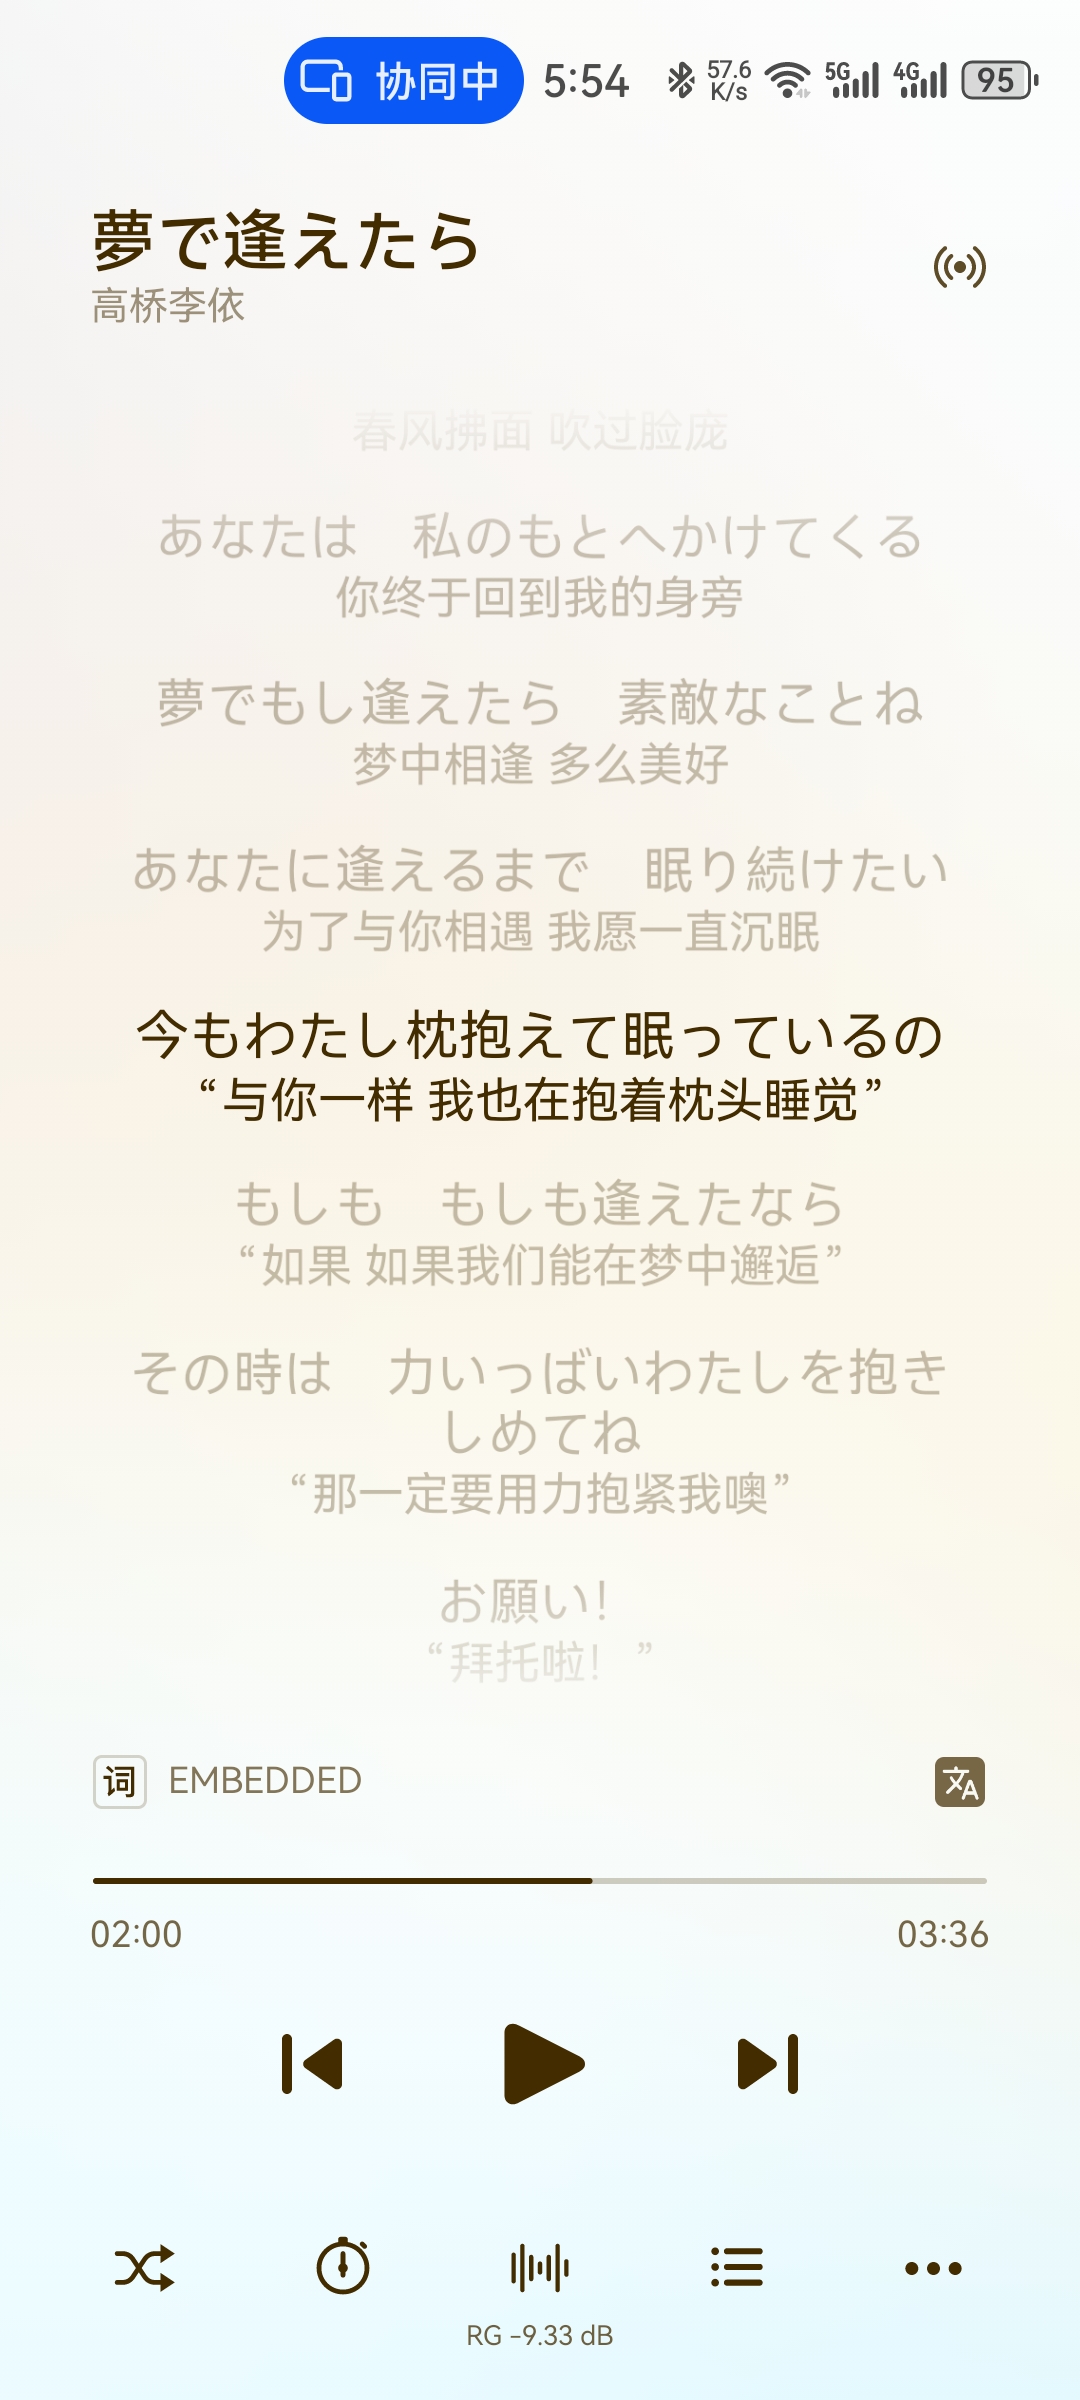 协同中 5:54 57.6 K/s 5G 4G 95
夢で逢えたら
高桥李依
春风拂面 吹过脸庞
あなたは　私のもとへかけてくる
你终于回到我的身旁
夢でもし逢えたら　素敵なことね
梦中相逢 多么美好
あなたに逢えるまで　眠り続けたい
为了与你相遇 我愿一直沉眠
今もわたし枕抱えて眠っているの
“与你一样 我也在抱着枕头睡觉”
もしも　もしも逢えたなら
“如果 如果我们能在梦中邂逅”
その時は　力いっぱいわたしを抱き
しめてね
“那一定要用力抱紧我噢”
お願い！
“拜托啦！”
词 EMBEDDED 文A
02:00 03:36
RG -9.33 dB